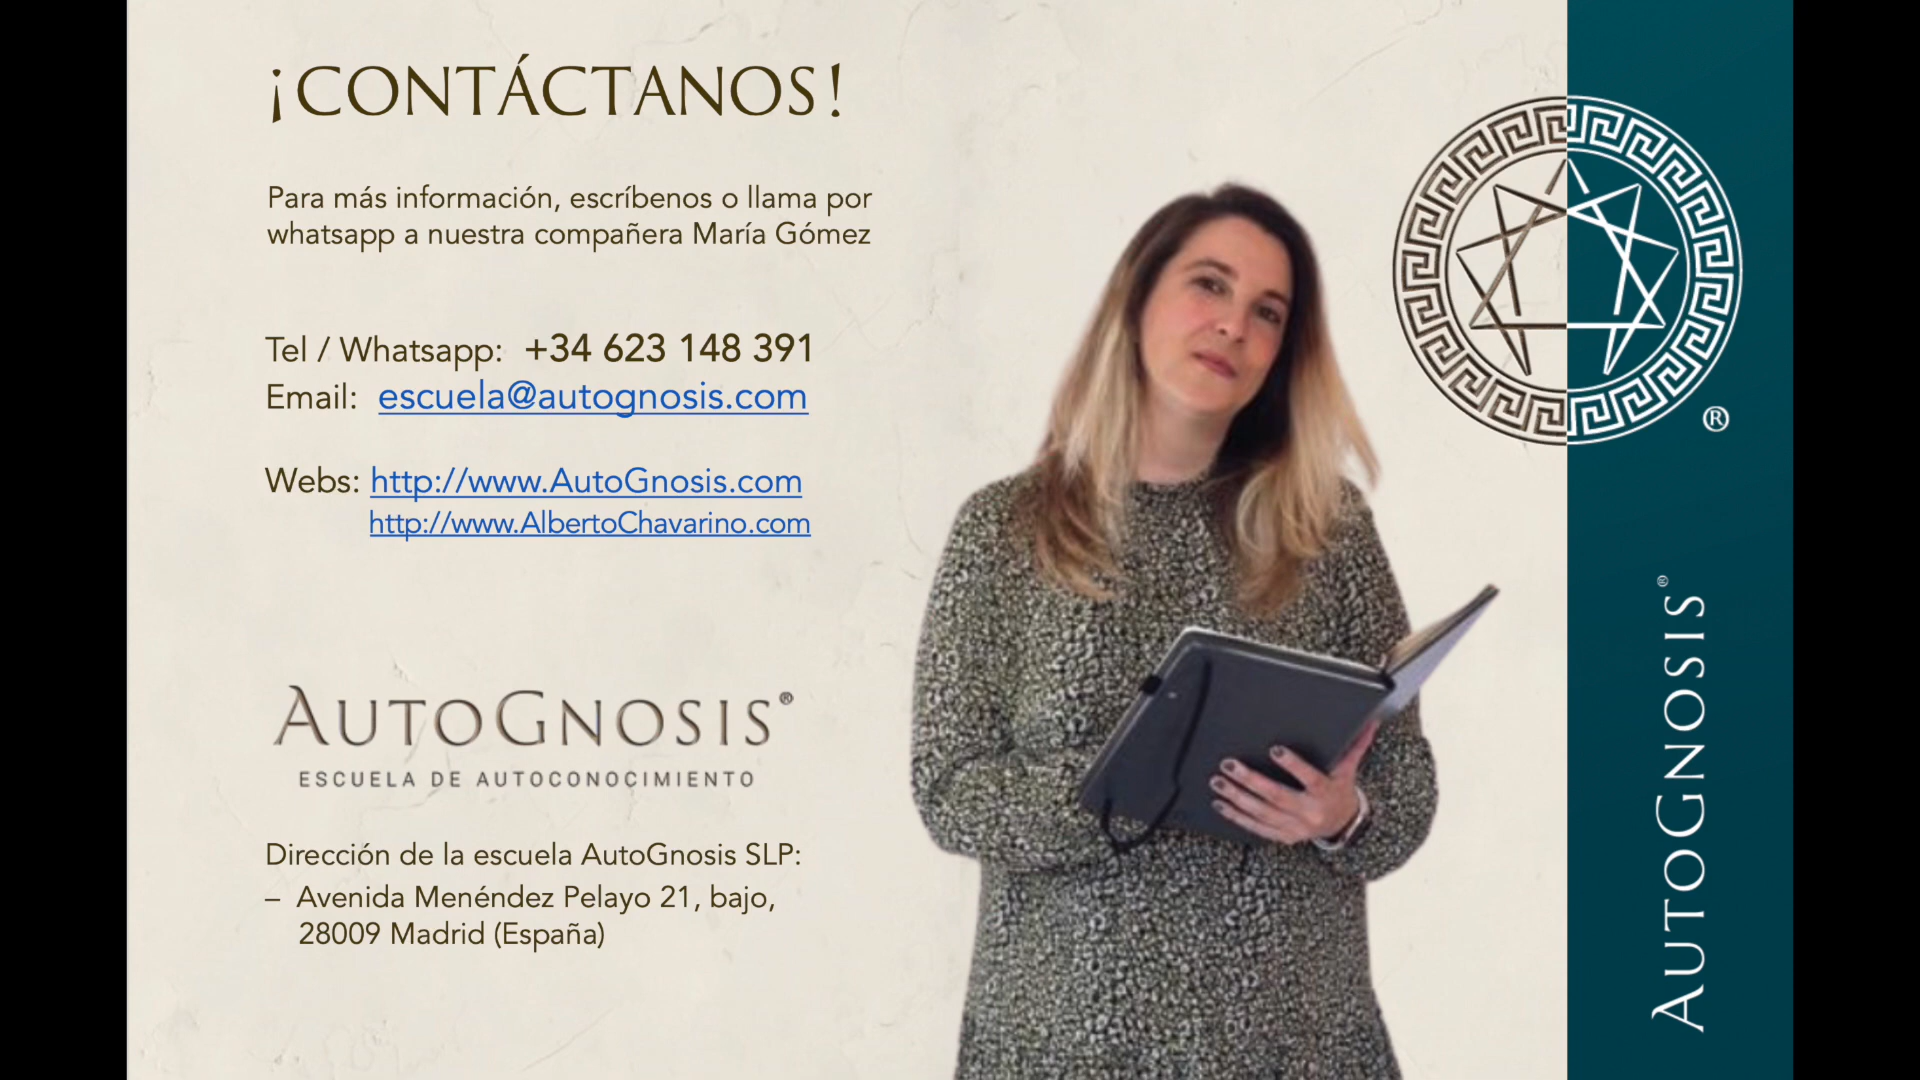 ¡CONTÁCTANOS!
Para más información, escríbenos o llama por
whatsapp a nuestra compañera María Gómez
Tel / Whatsapp: +34 623 148 391
Email: escuela@autognosis.com
Webs: http://www.AutoGnosis.com
http://www.AlbertoChavarino.com
AUTOGNOSIS®
ESCUELA DE AUTOCONOCIMIENTO
Dirección de la escuela AutoGnosis SLP:
– Avenida Menéndez Pelayo 21, bajo,
28009 Madrid (España)
®
AUTOGNOSIS®